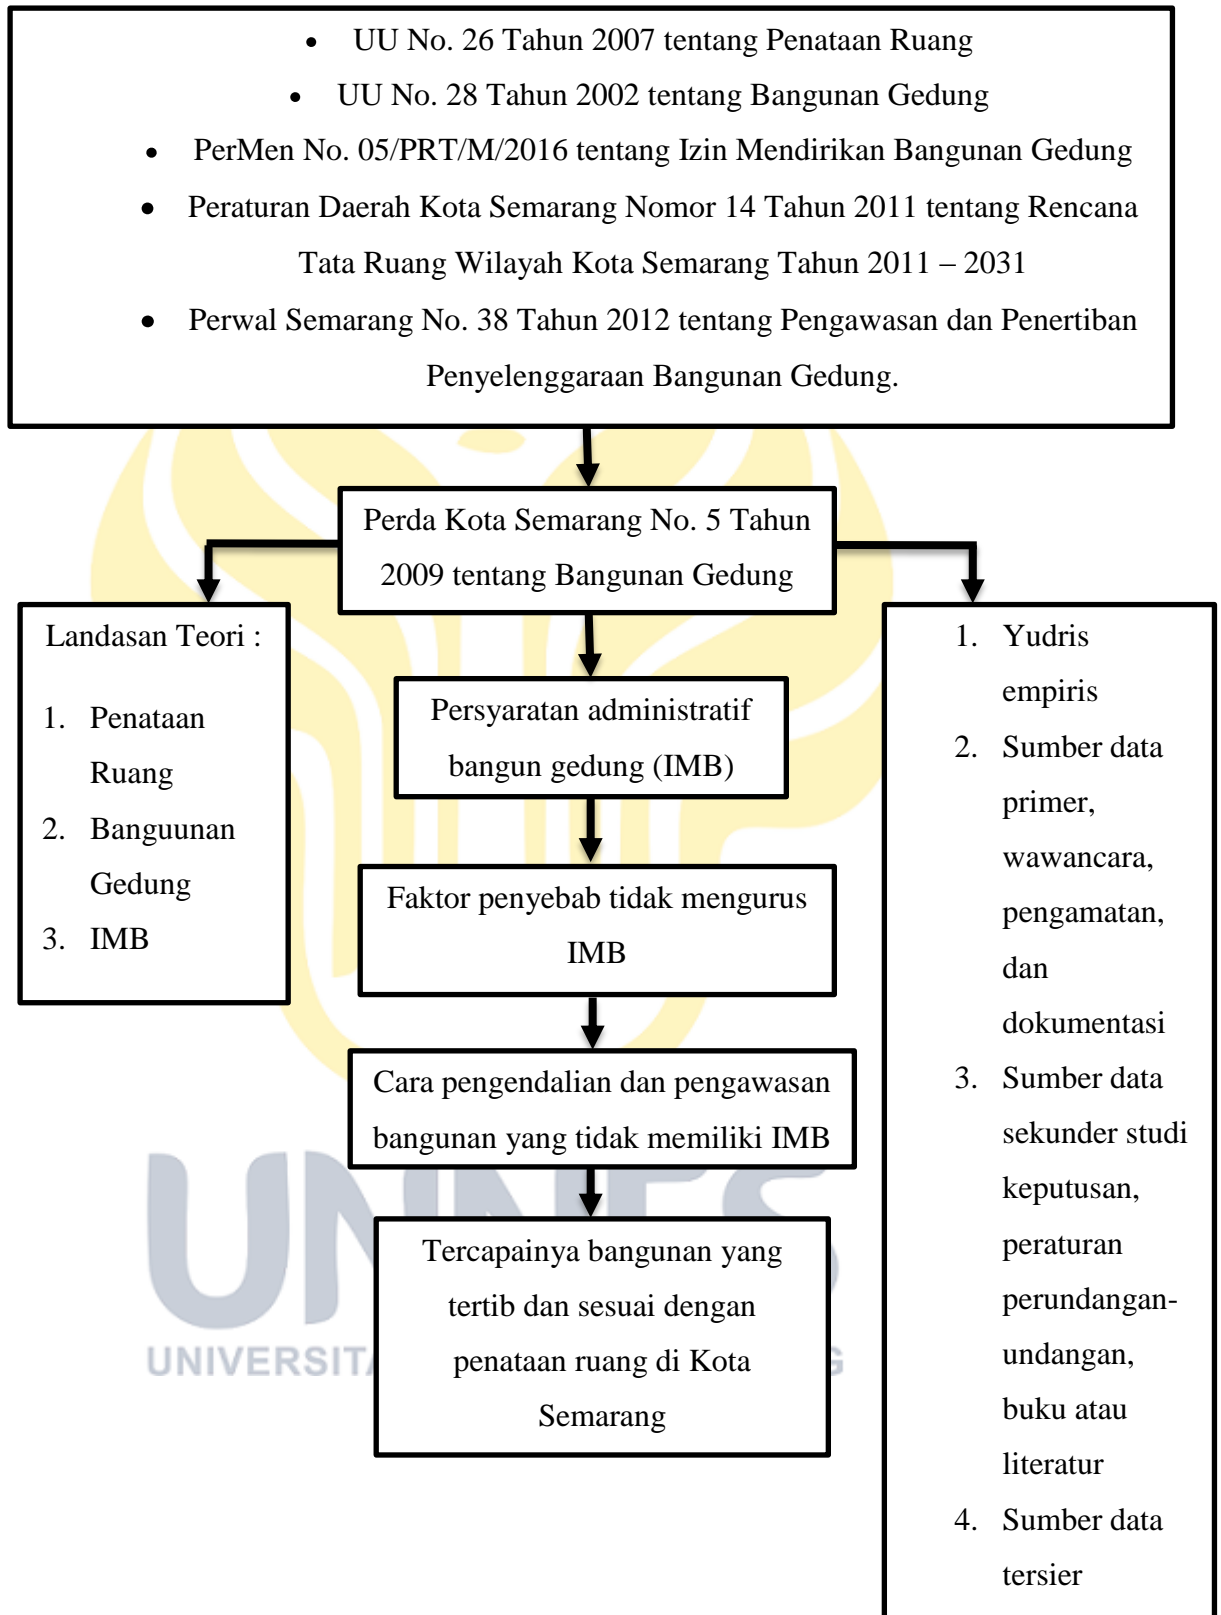 • UU No. 26 Tahun 2007 tentang Penataan Ruang
• UU No. 28 Tahun 2002 tentang Bangunan Gedung
• PerMen No. 05/PRT/M/2016 tentang Izin Mendirikan Bangunan Gedung
• Peraturan Daerah Kota Semarang Nomor 14 Tahun 2011 tentang Rencana
Tata Ruang Wilayah Kota Semarang Tahun 2011 – 2031
• Perwal Semarang No. 38 Tahun 2012 tentang Pengawasan dan Penertiban
Penyelenggaraan Bangunan Gedung.
Perda Kota Semarang No. 5 Tahun
2009 tentang Bangunan Gedung
Landasan Teori :
1. Penataan
Ruang
2. Banguunan
Gedung
3. IMB
Persyaratan administratif
bangun gedung (IMB)
Faktor penyebab tidak mengurus
IMB
Cara pengendalian dan pengawasan
bangunan yang tidak memiliki IMB
Tercapainya bangunan yang
tertib dan sesuai dengan
penataan ruang di Kota
Semarang
1. Yudris
empiris
2. Sumber data
primer,
wawancara,
pengamatan,
dan
dokumentasi
3. Sumber data
sekunder studi
keputusan,
peraturan
perundangan-
undangan,
buku atau
literatur
4. Sumber data
tersier
UNNES
UNIVERSIT
G